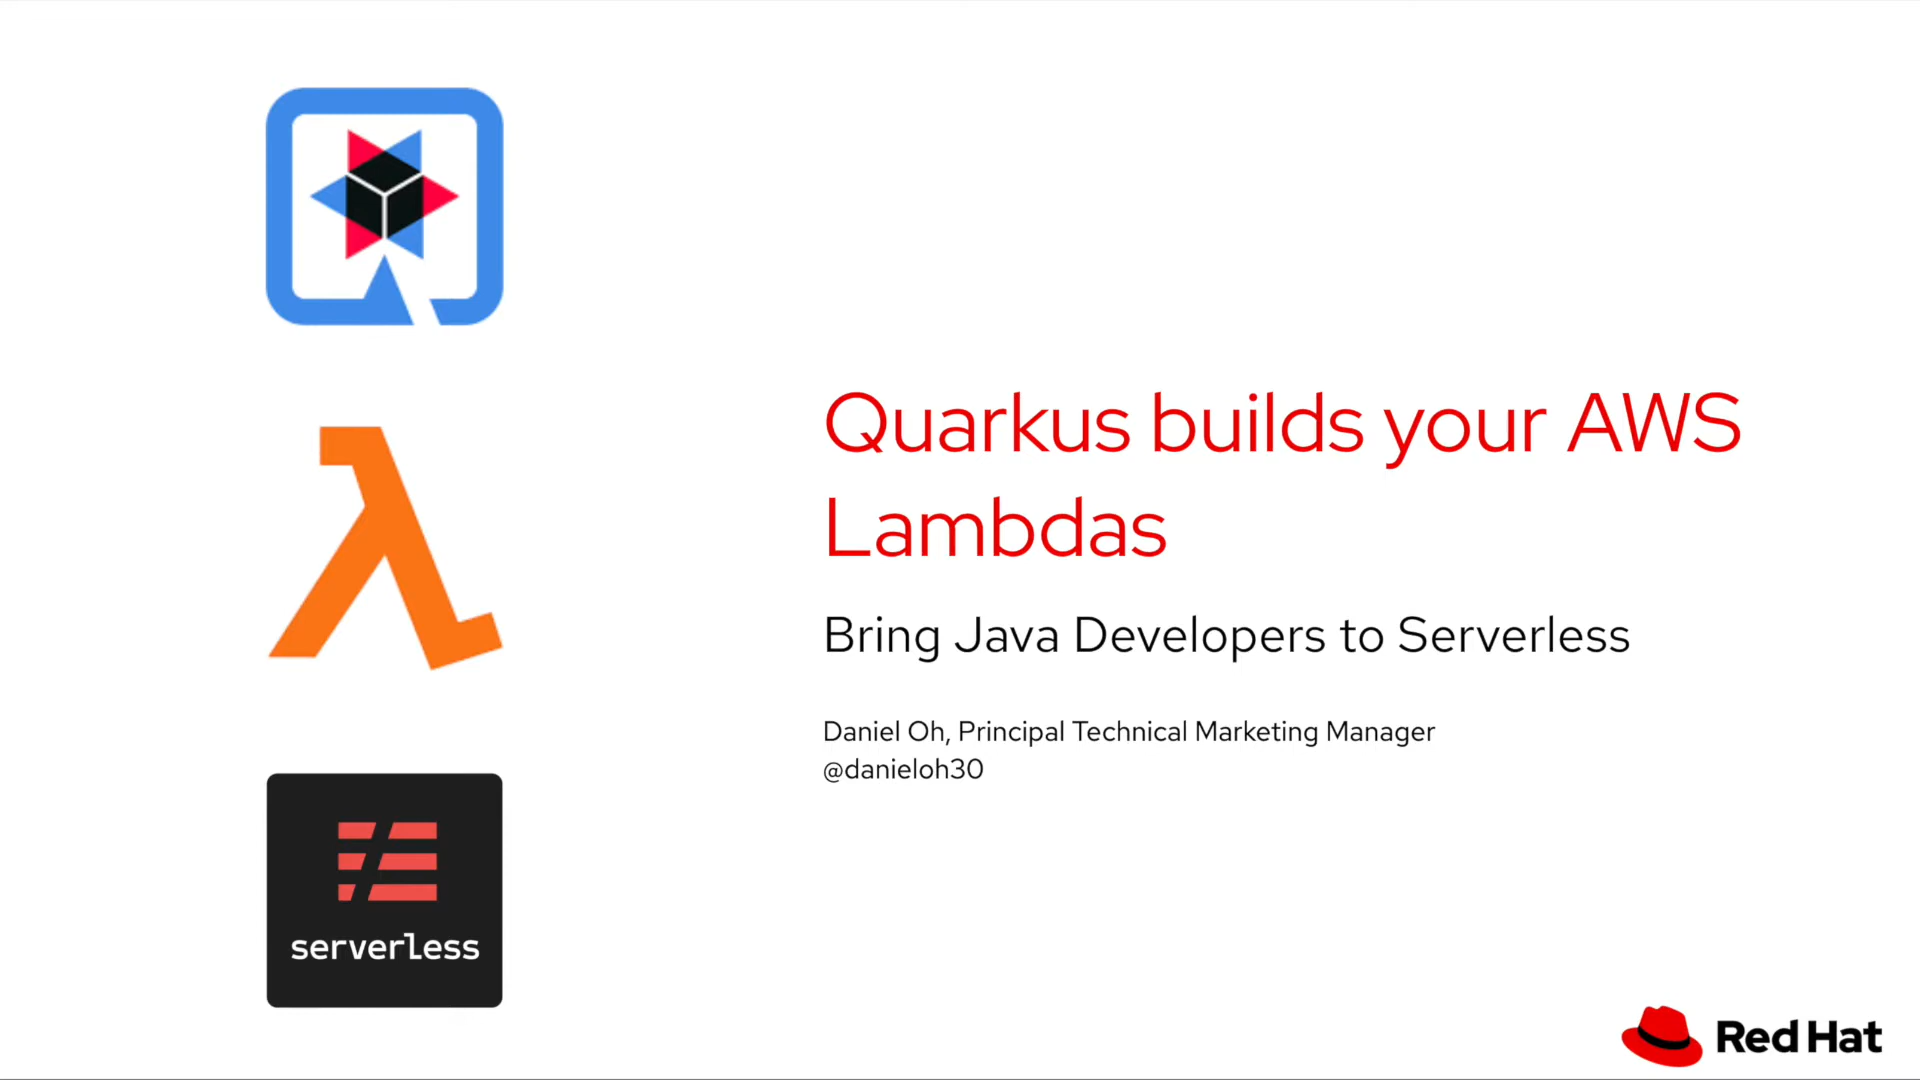 Quarkus builds your AWS
Lambdas
Bring Java Developers to Serverless
Daniel Oh, Principal Technical Marketing Manager
@danieloh30
serverless
Red Hat